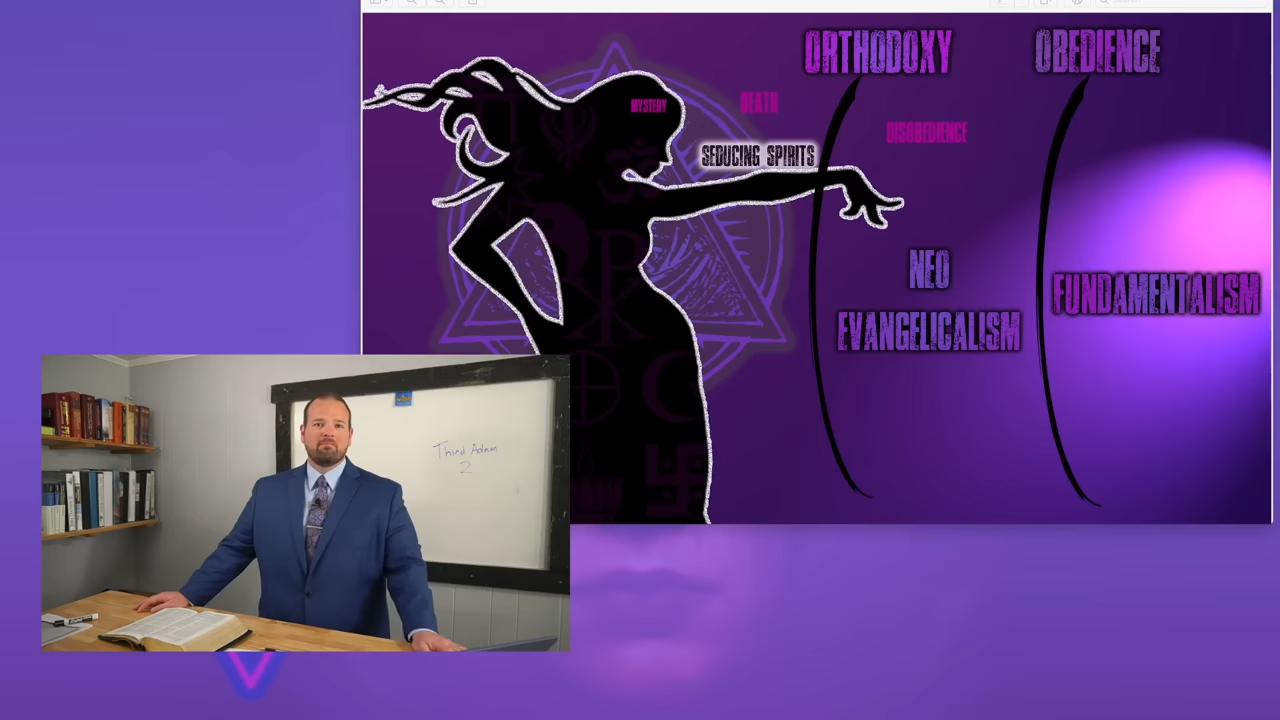 ORTHODOXY
OBEDIENCE
MYSTERY
DEATH
DISOBEDIENCE
SEDUCING SPIRITS
NEO
EVANGELICALISM
FUNDAMENTALISM
Third Adam
2